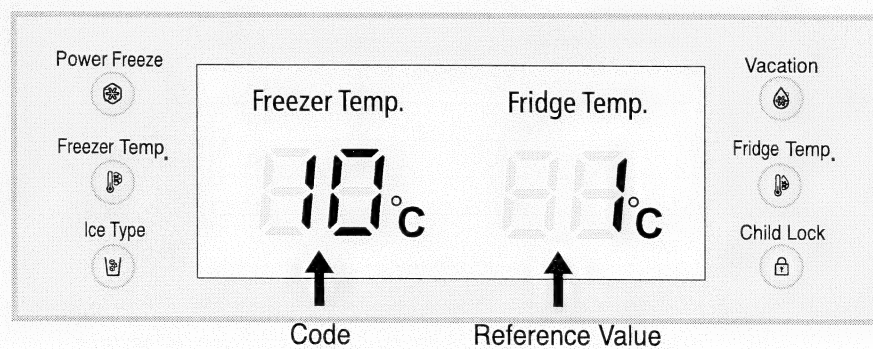 Power Freeze
Freezer Temp.
Ice Type
Freezer Temp.
10°C
Fridge Temp.
1°C
Vacation
Fridge Temp.
Child Lock
Code
Reference Value